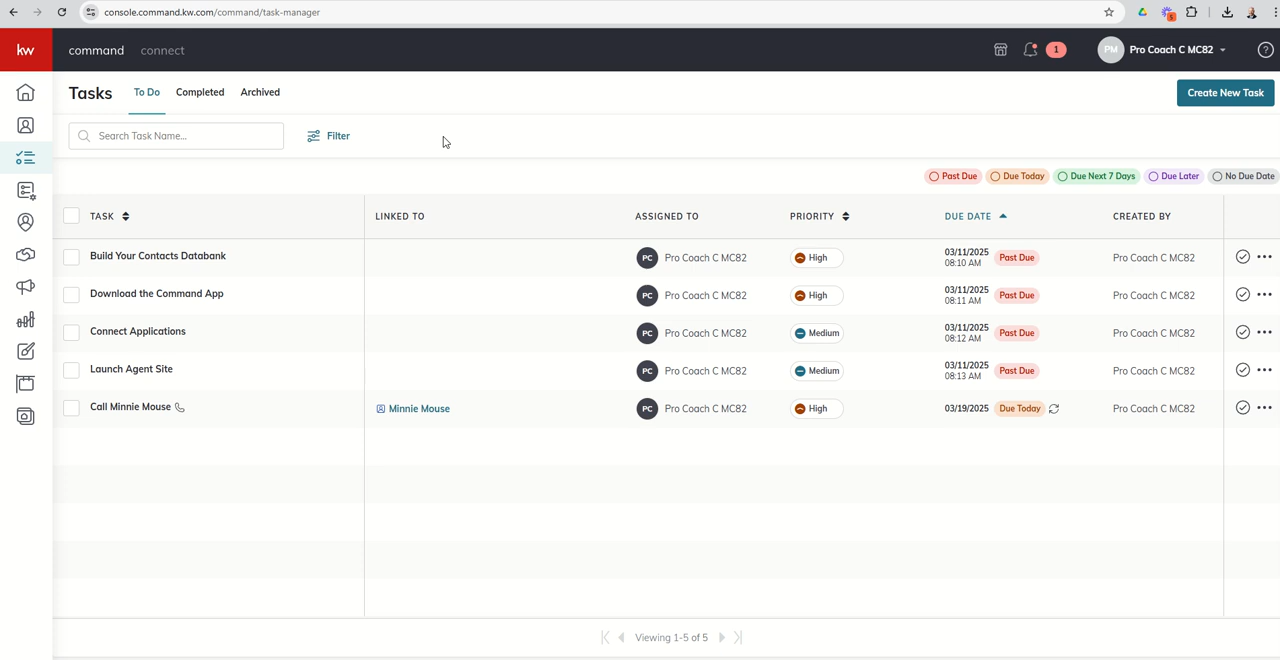 console.command.kw.com/command/task-manager
5
kw
command
connect
1
PM
Pro Coach C MC82
?
Tasks
To Do
Completed
Archived
Create New Task
Search Task Name...
Filter
Past Due
Due Today
Due Next 7 Days
Due Later
No Due Date
TASK
LINKED TO
ASSIGNED TO
PRIORITY
DUE DATE
CREATED BY
Build Your Contacts Databank
PC
Pro Coach C MC82
High
03/11/2025
08:10 AM
Past Due
Pro Coach C MC82
Download the Command App
PC
Pro Coach C MC82
High
03/11/2025
08:11 AM
Past Due
Pro Coach C MC82
Connect Applications
PC
Pro Coach C MC82
Medium
03/11/2025
08:12 AM
Past Due
Pro Coach C MC82
Launch Agent Site
PC
Pro Coach C MC82
Medium
03/11/2025
08:13 AM
Past Due
Pro Coach C MC82
Call Minnie Mouse
Minnie Mouse
PC
Pro Coach C MC82
High
03/19/2025
Due Today
Pro Coach C MC82
Viewing 1-5 of 5